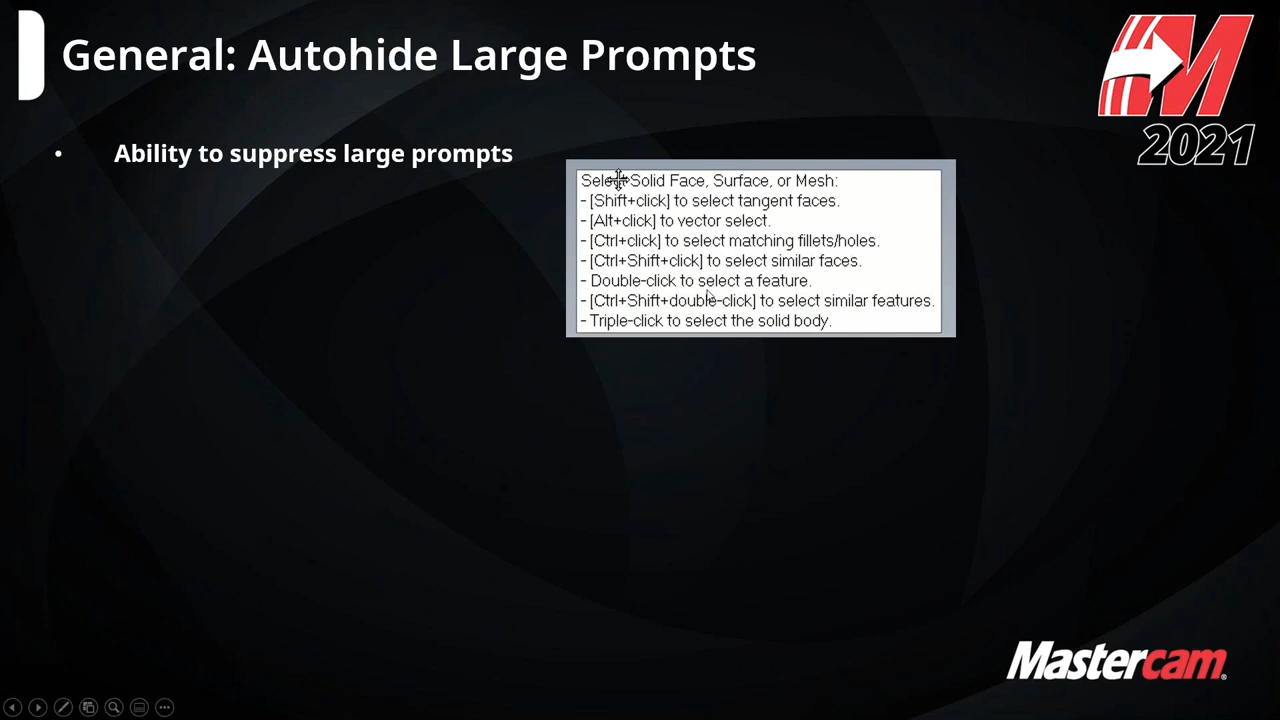 General: Autohide Large Prompts
M
2021
• Ability to suppress large prompts
Select Solid Face, Surface, or Mesh:
- [Shift+click] to select tangent faces.
- [Alt+click] to vector select.
- [Ctrl+click] to select matching fillets/holes.
- [Ctrl+Shift+click] to select similar faces.
- Double-click to select a feature.
- [Ctrl+Shift+double-click] to select similar features.
- Triple-click to select the solid body.
Mastercam®